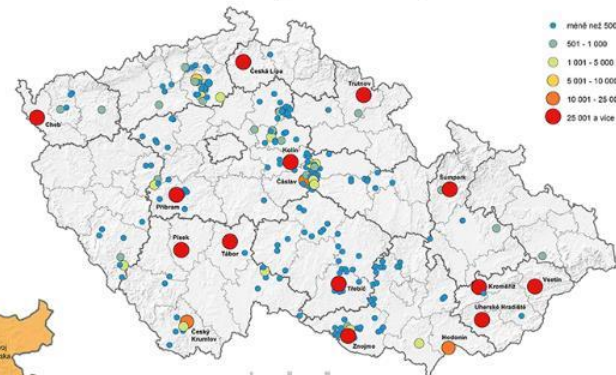 méně než 500
501 - 1 000
1 001 - 5 000
5 001 - 10 000
10 001 - 25 00
25 001 a více
Česká Lípa
Trutnov
Cheb
Kolín
Čáslav
Šumperk
Příbram
Písek
Tábor
Třebíč
Kroměříž
Vsetín
Uherské Hradiště
Český
Krumlov
Znojmo
Hodonín